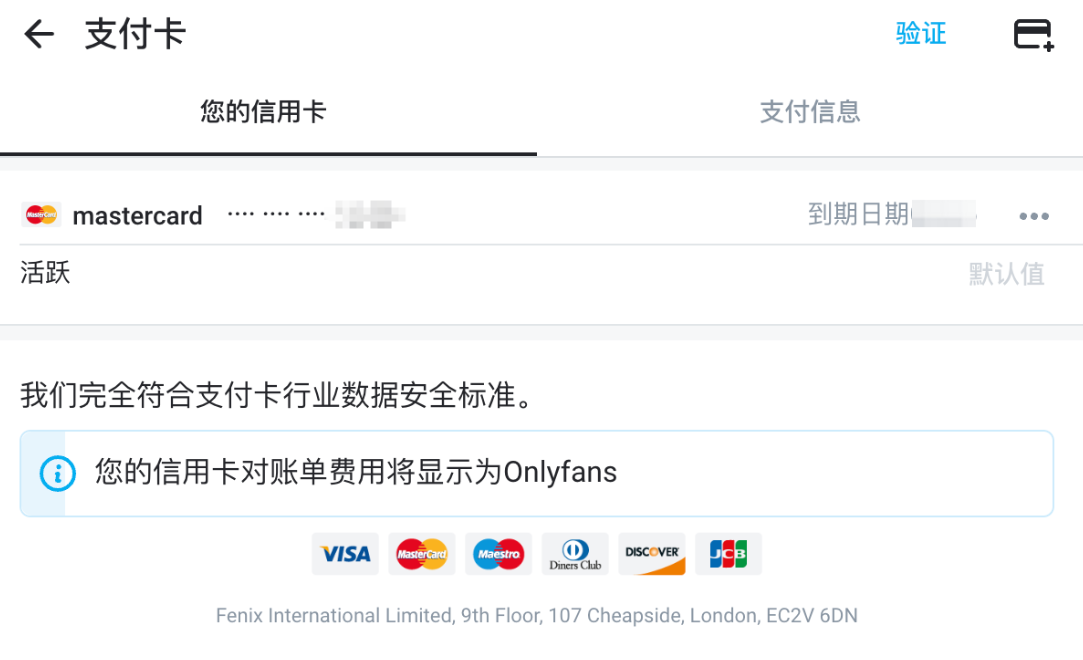 支付卡 验证
您的信用卡 支付信息
MasterCard mastercard ···· ···· ···· 到期日期 •••
活跃 默认值
我们完全符合支付卡行业数据安全标准。
您的信用卡对账单费用将显示为Onlyfans
VISA MasterCard Maestro Diners Club DISCOVER JCB
Fenix International Limited, 9th Floor, 107 Cheapside, London, EC2V 6DN